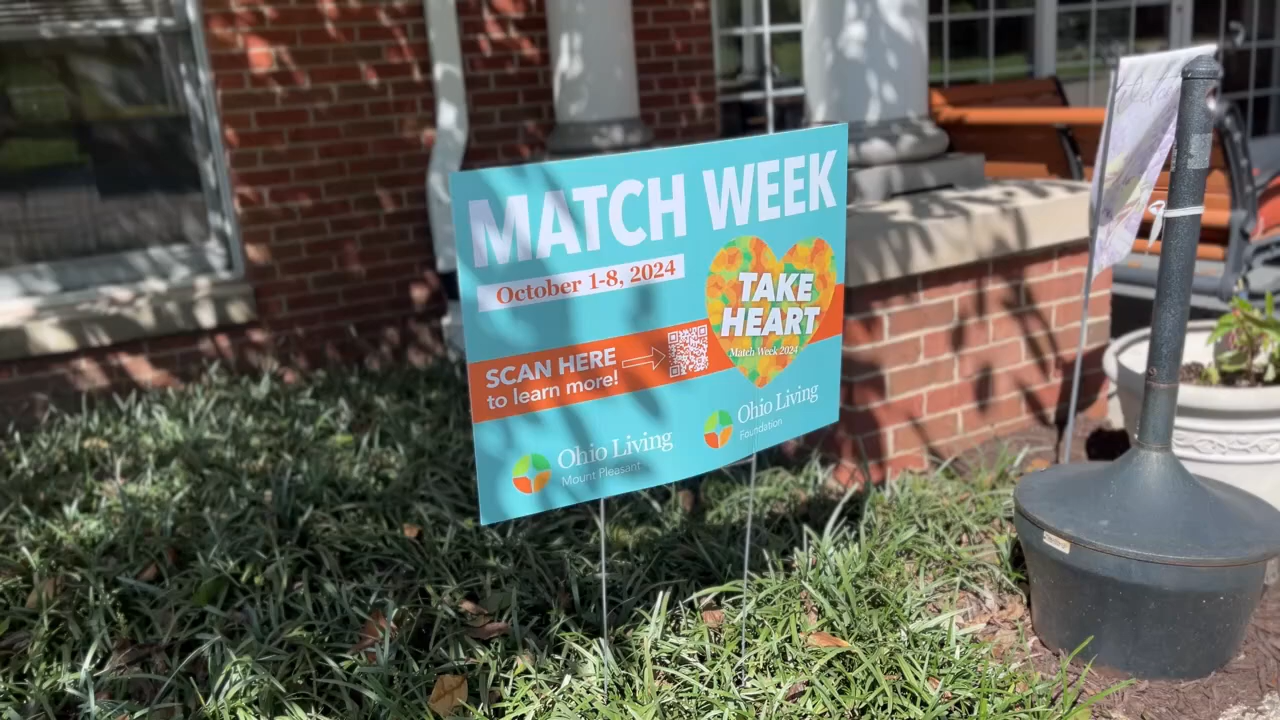 MATCH WEEK
October 1-8, 2024
TAKE
HEART
Match Week 2024
SCAN HERE
to learn more!
Ohio Living
Mount Pleasant
Ohio Living
Foundation